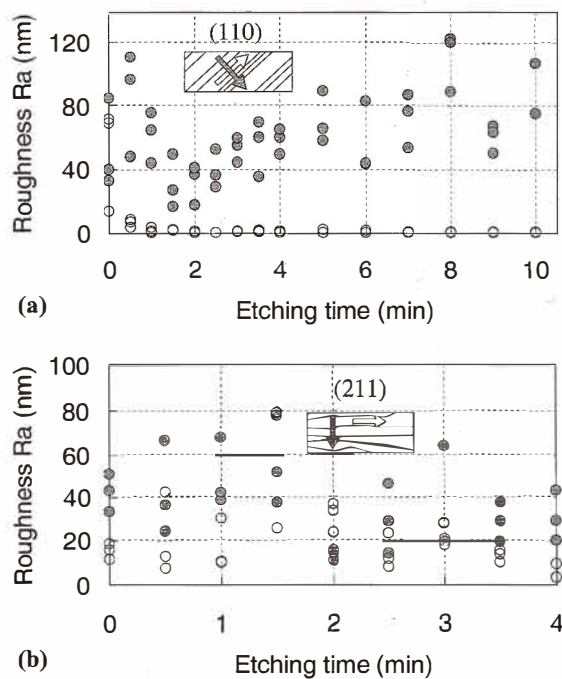 (110)
Roughness Ra (nm)
120
80
40
0
0 2 4 6 8 10
Etching time (min)
(a)
(211)
Roughness Ra (nm)
100
80
60
40
20
0
0 1 2 3 4
Etching time (min)
(b)